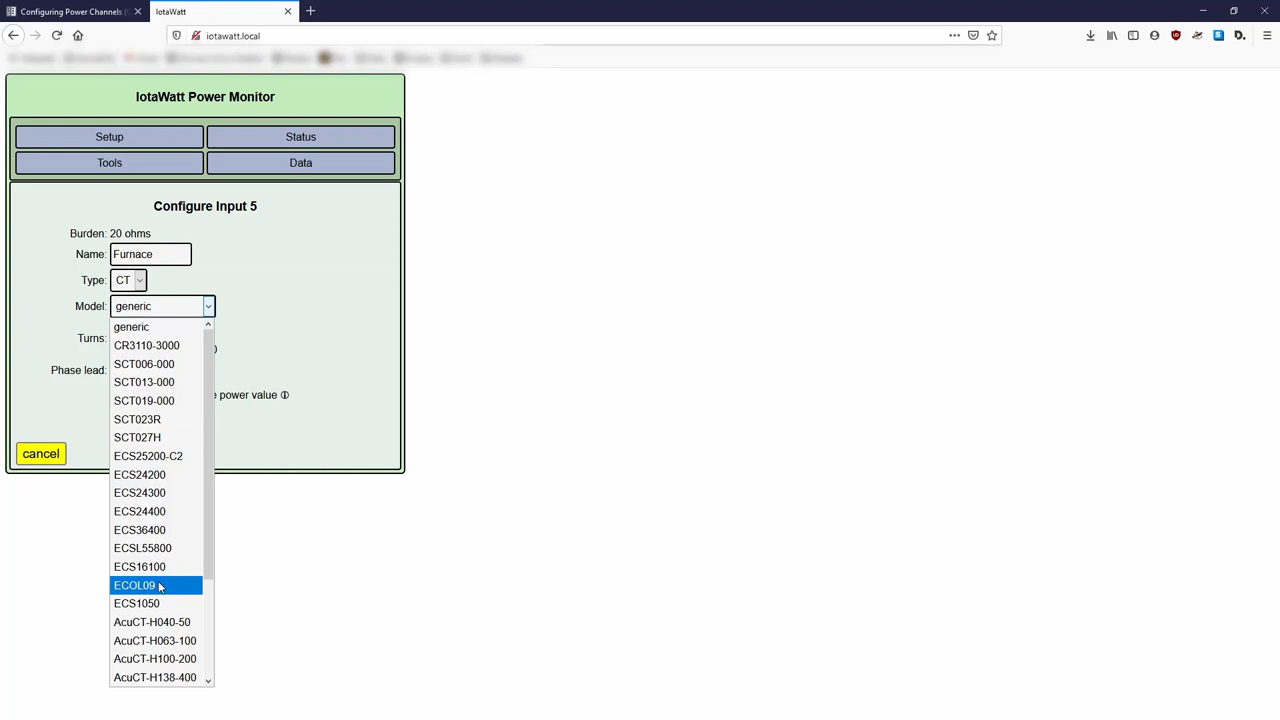 Configuring Power Channels (
IotaWatt
iotawatt.local
IotaWatt Power Monitor
Setup
Status
Tools
Data
Configure Input 5
Burden: 20 ohms
Name: Furnace
Type: CT
Model: generic
generic
Turns:
CR3110-3000
SCT006-000
Phase lead:
SCT013-000
power value
SCT019-000
SCT023R
SCT027H
cancel
ECS25200-C2
ECS24200
ECS24300
ECS24400
ECS36400
ECSL55800
ECS16100
ECOL09
ECS1050
AcuCT-H040-50
AcuCT-H063-100
AcuCT-H100-200
AcuCT-H138-400